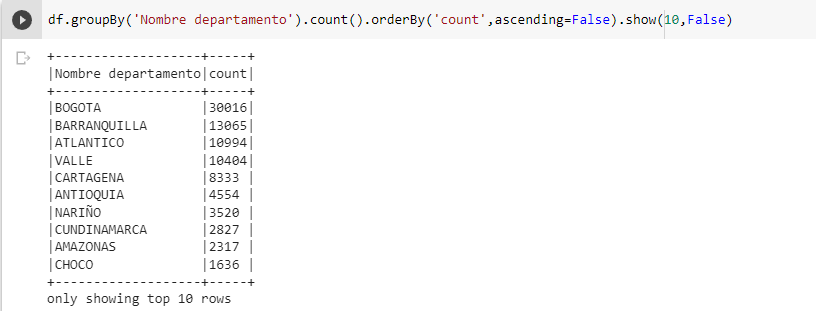 df.groupBy('Nombre departamento').count().orderBy('count',ascending=False).show(10,False)
+-------------------+-----+
|Nombre departamento|count|
+-------------------+-----+
|BOGOTA             |30016|
|BARRANQUILLA       |13065|
|ATLANTICO          |10994|
|VALLE              |10404|
|CARTAGENA          |8333 |
|ANTIOQUIA          |4554 |
|NARIÑO             |3520 |
|CUNDINAMARCA       |2827 |
|AMAZONAS           |2317 |
|CHOCO              |1636 |
+-------------------+-----+
only showing top 10 rows